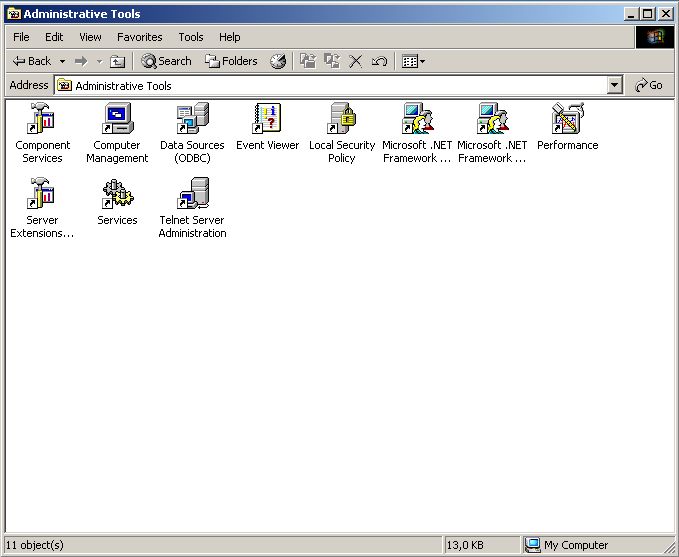 Administrative Tools
File Edit View Favorites Tools Help
Back Search Folders
Address Administrative Tools Go
Component Services
Computer Management
Data Sources (ODBC)
Event Viewer
Local Security Policy
Microsoft .NET Framework ...
Microsoft .NET Framework ...
Performance
Server Extensions...
Services
Telnet Server Administration
11 object(s) 13,0 KB My Computer